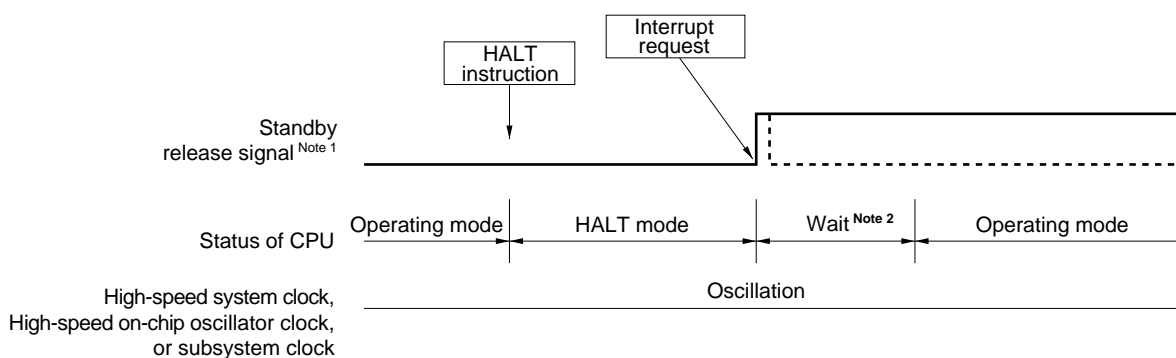 HALT
instruction
Interrupt
request
Standby
release signal Note 1
Status of CPU
Operating mode
HALT mode
Wait Note 2
Operating mode
High-speed system clock,
High-speed on-chip oscillator clock,
or subsystem clock
Oscillation